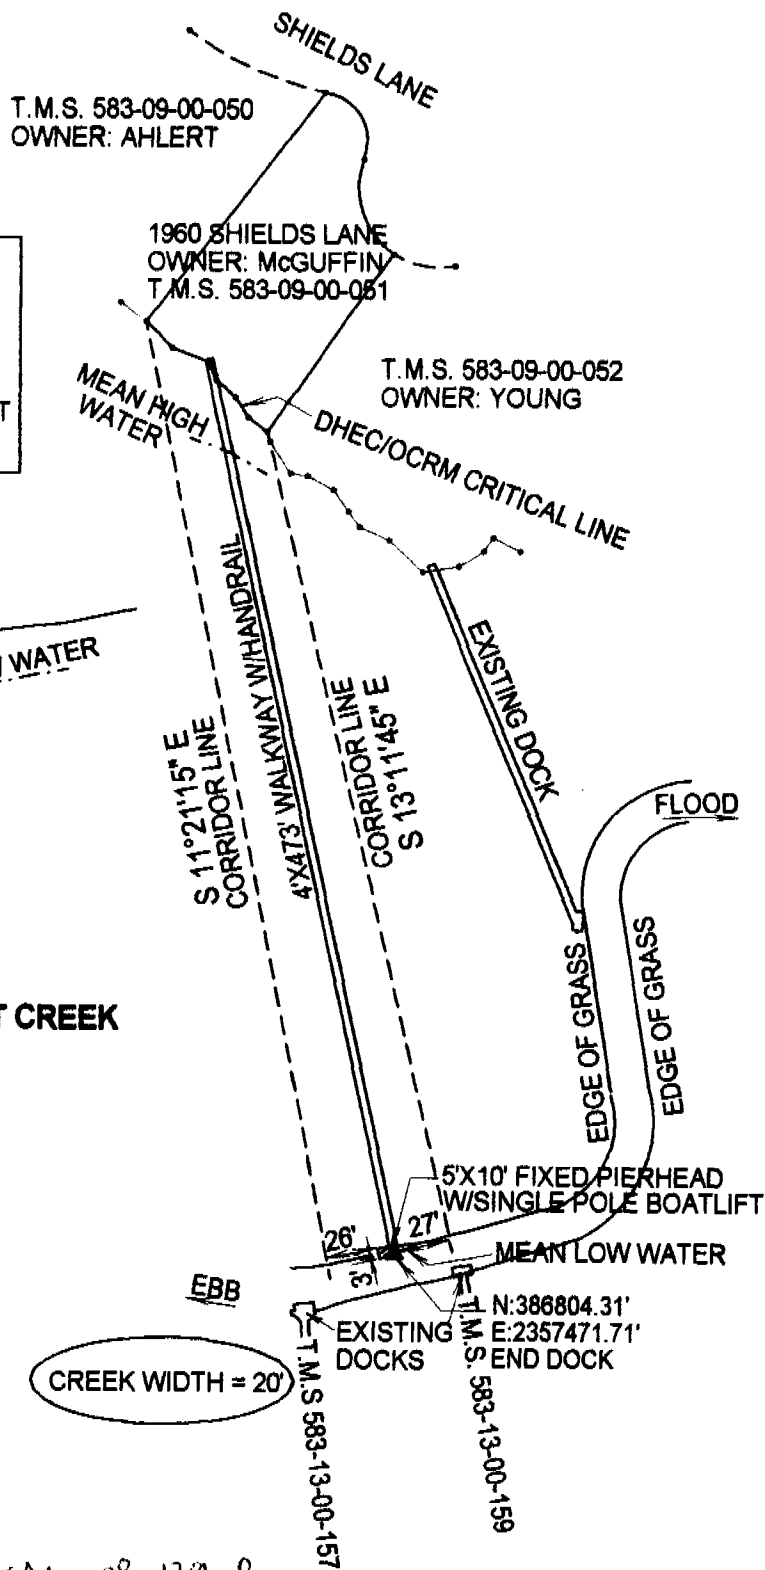 SHIELDS LANE
T.M.S. 583-09-00-050
OWNER: AHLERT
1960 SHIELDS LANE
OWNER: McGUFFIN
T.M.S. 583-09-00-051
T.M.S. 583-09-00-052
OWNER: YOUNG
MEAN HIGH
WATER
DHEC/OCRM CRITICAL LINE
T
WATER
4'X473' WALKWAY W/HANDRAIL
EXISTING DOCK
S 11°21'15" E
CORRIDOR LINE
CORRIDOR LINE
S 13°11'45" E
FLOOD
EDGE OF GRASS
EDGE OF GRASS
T CREEK
5'X10' FIXED PIERHEAD
W/SINGLE POLE BOATLIFT
26'
27'
3'
MEAN LOW WATER
EBB
N:386804.31'
E:2357471.71'
END DOCK
EXISTING
DOCKS
CREEK WIDTH = 20'
T.M.S 583-13-00-157
T.M.S. 583-13-00-159